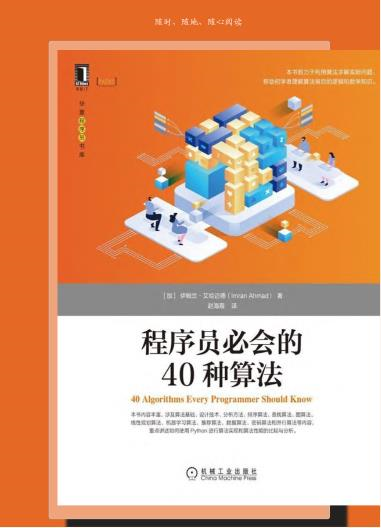 随时、随地、随心阅读
本书致力于利用算法求解实际问题，
帮助初学者理解算法背后的逻辑和数学知识。
PACKT
华章程序员书库
[加] 伊姆兰·艾哈迈德（Imran Ahmad） 著
赵海霞 译
程序员必会的
40 种算法
40 Algorithms Every Programmer Should Know
本书内容丰富，涉及算法基础、设计技术、分析方法、排序算法、查找算法、图算法、
线性规划算法、机器学习算法、推荐算法、数据算法、密码算法和并行算法等内容，
重点讲述如何使用Python进行算法实现和算法性能的比较与分析。
机械工业出版社
China Machine Press